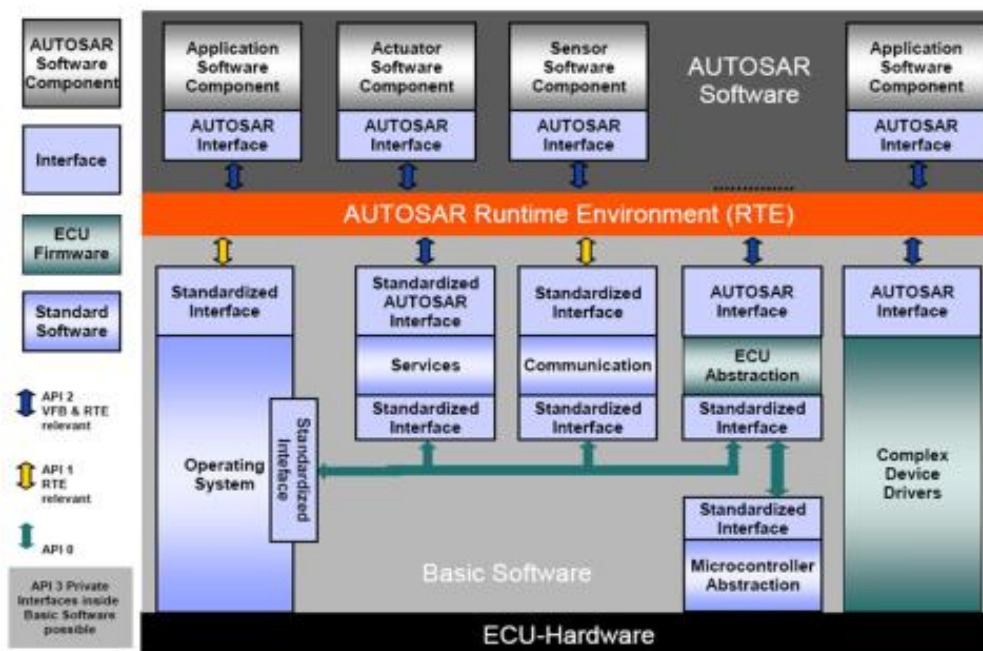 AUTOSAR
Software
Component
Interface
ECU
Firmware
Standard
Software
API 2
VFB & RTE
relevant
API 1
RTE
relevant
API 0
API 3 Private
Interfaces inside
Basic Software
possible
Application
Software
Component
AUTOSAR
Interface
Actuator
Software
Component
AUTOSAR
Interface
Sensor
Software
Component
AUTOSAR
Interface
AUTOSAR
Software
..............
Application
Software
Component
AUTOSAR
Interface
AUTOSAR Runtime Environment (RTE)
Standardized
Interface
Operating
System
Standardized
Inteface
Standardized
AUTOSAR
Interface
Services
Standardized
Interface
Standardized
Interface
Communication
Standardized
Interface
AUTOSAR
Interface
ECU
Abstraction
Standardized
Interface
Standardized
Interface
Microcontroller
Abstraction
AUTOSAR
Interface
Complex
Device
Drivers
Basic Software
ECU-Hardware